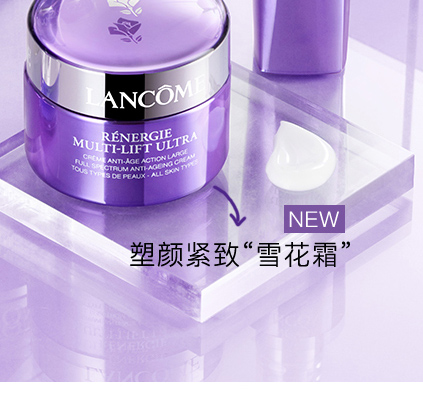 LANCÔME
RÉNERGIE
MULTI-LIFT ULTRA
CRÈME ANTI-ÂGE ACTION LARGE
FULL SPECTRUM ANTI-AGEING CREAM
TOUS TYPES DE PEAUX - ALL SKIN TYPES
NEW
塑颜紧致“雪花霜”